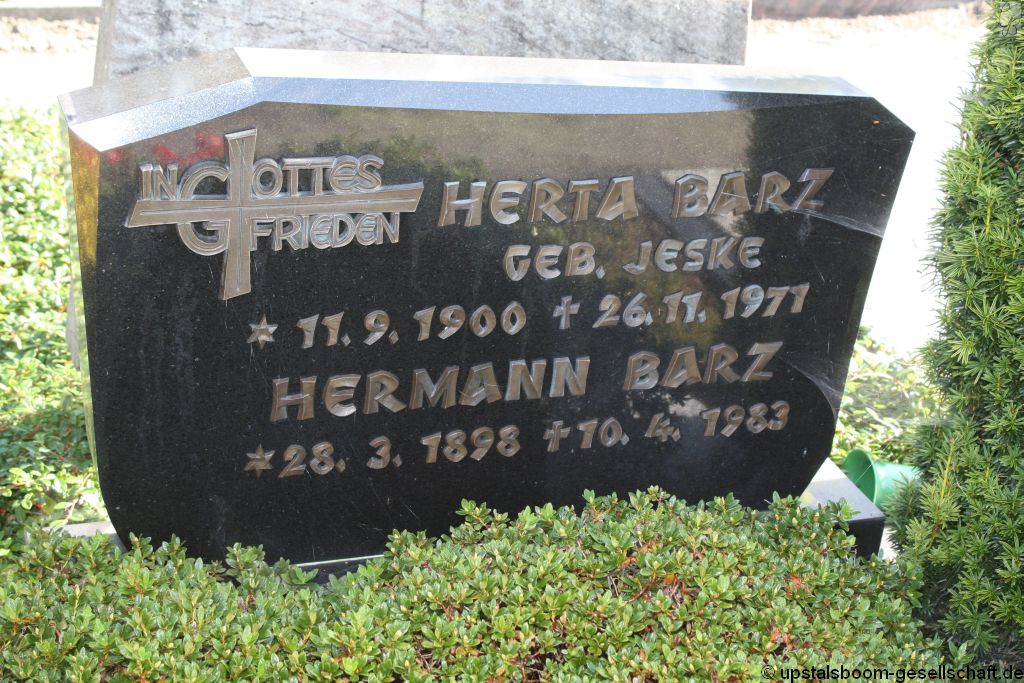 IN GOTTES
FRIEDEN
HERTA BARZ
GEB. JESKE
* 11.9.1900 † 26.11.1971
HERMANN BARZ
* 28.3.1898 † 10.4.1983
© upstalsboom-gesellschaft.de